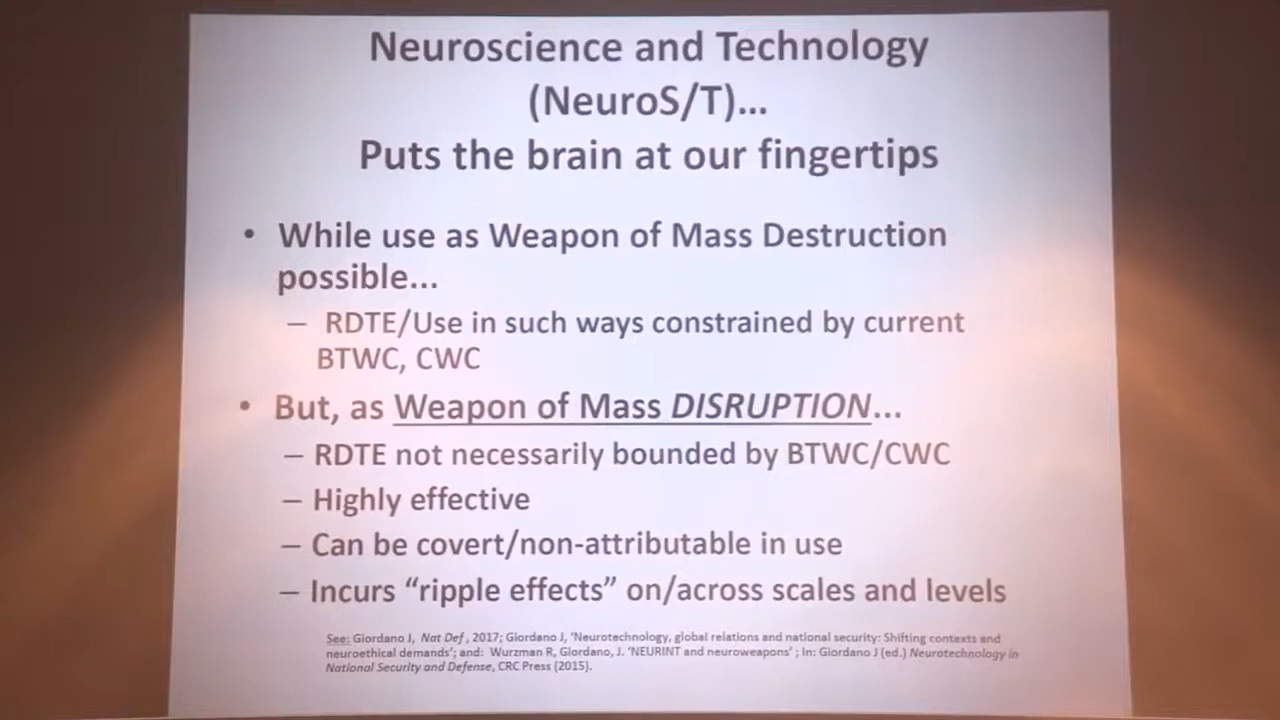 Neuroscience and Technology
(NeuroS/T)...
Puts the brain at our fingertips
• While use as Weapon of Mass Destruction
possible...
– RDTE/Use in such ways constrained by current
BTWC, CWC
• But, as Weapon of Mass DISRUPTION...
– RDTE not necessarily bounded by BTWC/CWC
– Highly effective
– Can be covert/non-attributable in use
– Incurs “ripple effects” on/across scales and levels
See: Giordano J, Nat Def , 2017; Giordano J, ‘Neurotechnology, global relations and national security: Shifting contexts and
neuroethical demands’; and: Wurzman R, Giordano, J. ‘NEURINT and neuroweapons’ ; In: Giordano J (ed.) Neurotechnology in
National Security and Defense, CRC Press (2015).